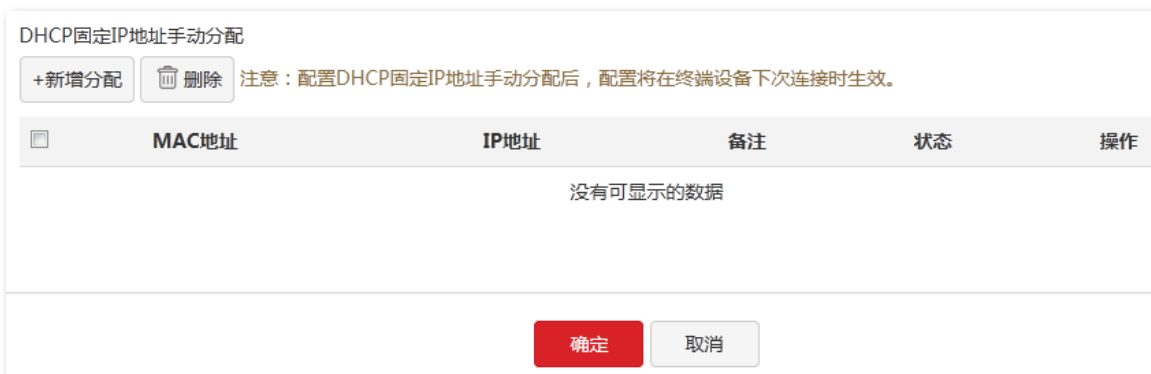 DHCP固定IP地址手动分配
+新增分配 删除 注意：配置DHCP固定IP地址手动分配后，配置将在终端设备下次连接时生效。
MAC地址 IP地址 备注 状态 操作
没有可显示的数据
确定 取消